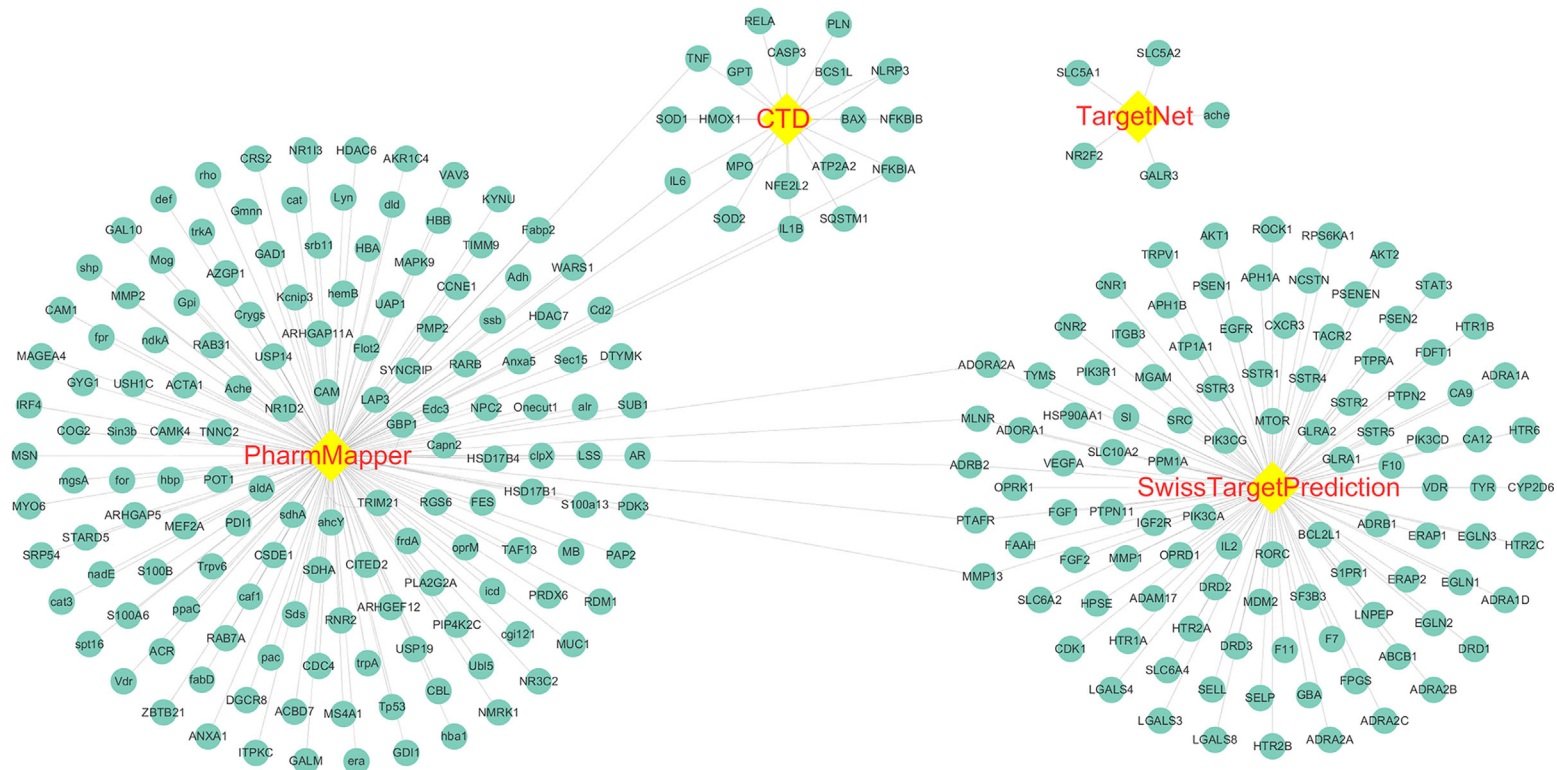 RELA
PLN
TNF
CASP3
GPT
BCS1L
NLRP3
SOD1
HMOX1
CTD
BAX
NFKBIB
MPO
ATP2A2
NFKBIA
IL6
NFE2L2
SOD2
SQSTM1
IL1B
SLC5A2
SLC5A1
TargetNet
ache
NR2F2
GALR3
NR1I3
HDAC6
CRS2
AKR1C4
rho
VAV3
def
Gmnn
cat
Lyn
dld
KYNU
GAL10
trkA
HBB
Fabp2
srb11
HBA
TIMM9
GAD1
shp
Mog
AZGP1
MAPK9
WARS1
Adh
CCNE1
MMP2
Gpi
Kcnip3
hemB
UAP1
CAM1
Crygs
ssb
HDAC7
Cd2
fpr
ndkA
RAB31
ARHGAP11A
PMP2
Flot2
MAGEA4
USP14
SYNCRIP
RARB
Anxa5
Sec15
DTYMK
GYG1
USH1C
ACTA1
Ache
CAM
LAP3
IRF4
NR1D2
Edc3
NPC2
Onecut1
alr
SUB1
COG2
Sin3b
CAMK4
TNNC2
GBP1
Capn2
MSN
PharmMapper
HSD17B4
clpX
LSS
AR
mgsA
for
hbp
POT1
aldA
HSD17B1
MYO6
ARHGAP5
TRIM21
RGS6
FES
S100a13
PDK3
STARD5
MEF2A
PDI1
sdhA
ahcY
SRP54
CSDE1
frdA
oprM
TAF13
MB
PAP2
nadE
S100B
Trpv6
SDHA
CITED2
PLA2G2A
icd
PRDX6
RDM1
cat3
S100A6
ppaC
caf1
Sds
RNR2
ARHGEF12
PIP4K2C
cgi121
MUC1
spt16
ACR
RAB7A
pac
CDC4
trpA
USP19
Ubl5
NR3C2
Vdr
fabD
DGCR8
ACBD7
MS4A1
Tp53
CBL
NMRK1
ZBTB21
ANXA1
ITPKC
GALM
era
GDI1
hba1
AKT1
ROCK1
RPS6KA1
TRPV1
AKT2
CNR1
PSEN1
APH1A
NCSTN
PSENEN
STAT3
APH1B
CNR2
ITGB3
EGFR
CXCR3
TACR2
PSEN2
HTR1B
ATP1A1
FDFT1
ADORA2A
TYMS
PIK3R1
MGAM
SSTR3
SSTR1
SSTR4
PTPRA
PTPN2
CA9
ADRA1A
MLNR
HSP90AA1
SI
SRC
MTOR
SSTR2
ADORA1
PIK3CG
GLRA2
SSTR5
PIK3CD
CA12
HTR6
ADRB2
VEGFA
SLC10A2
PPM1A
GLRA1
F10
OPRK1
SwissTargetPrediction
VDR
TYR
CYP2D6
PTAFR
FGF1
PTPN11
IGF2R
PIK3CA
ADRB1
ERAP1
EGLN3
HTR2C
FAAH
FGF2
MMP1
OPRD1
IL2
RORC
BCL2L1
MMP13
S1PR1
ERAP2
EGLN1
ADRA1D
SLC6A2
HPSE
ADAM17
DRD2
MDM2
SF3B3
LNPEP
EGLN2
CDK1
HTR1A
HTR2A
DRD3
F11
F7
ABCB1
DRD1
LGALS4
SLC6A4
SELL
SELP
GBA
FPGS
ADRA2B
LGALS3
LGALS8
HTR2B
ADRA2A
ADRA2C